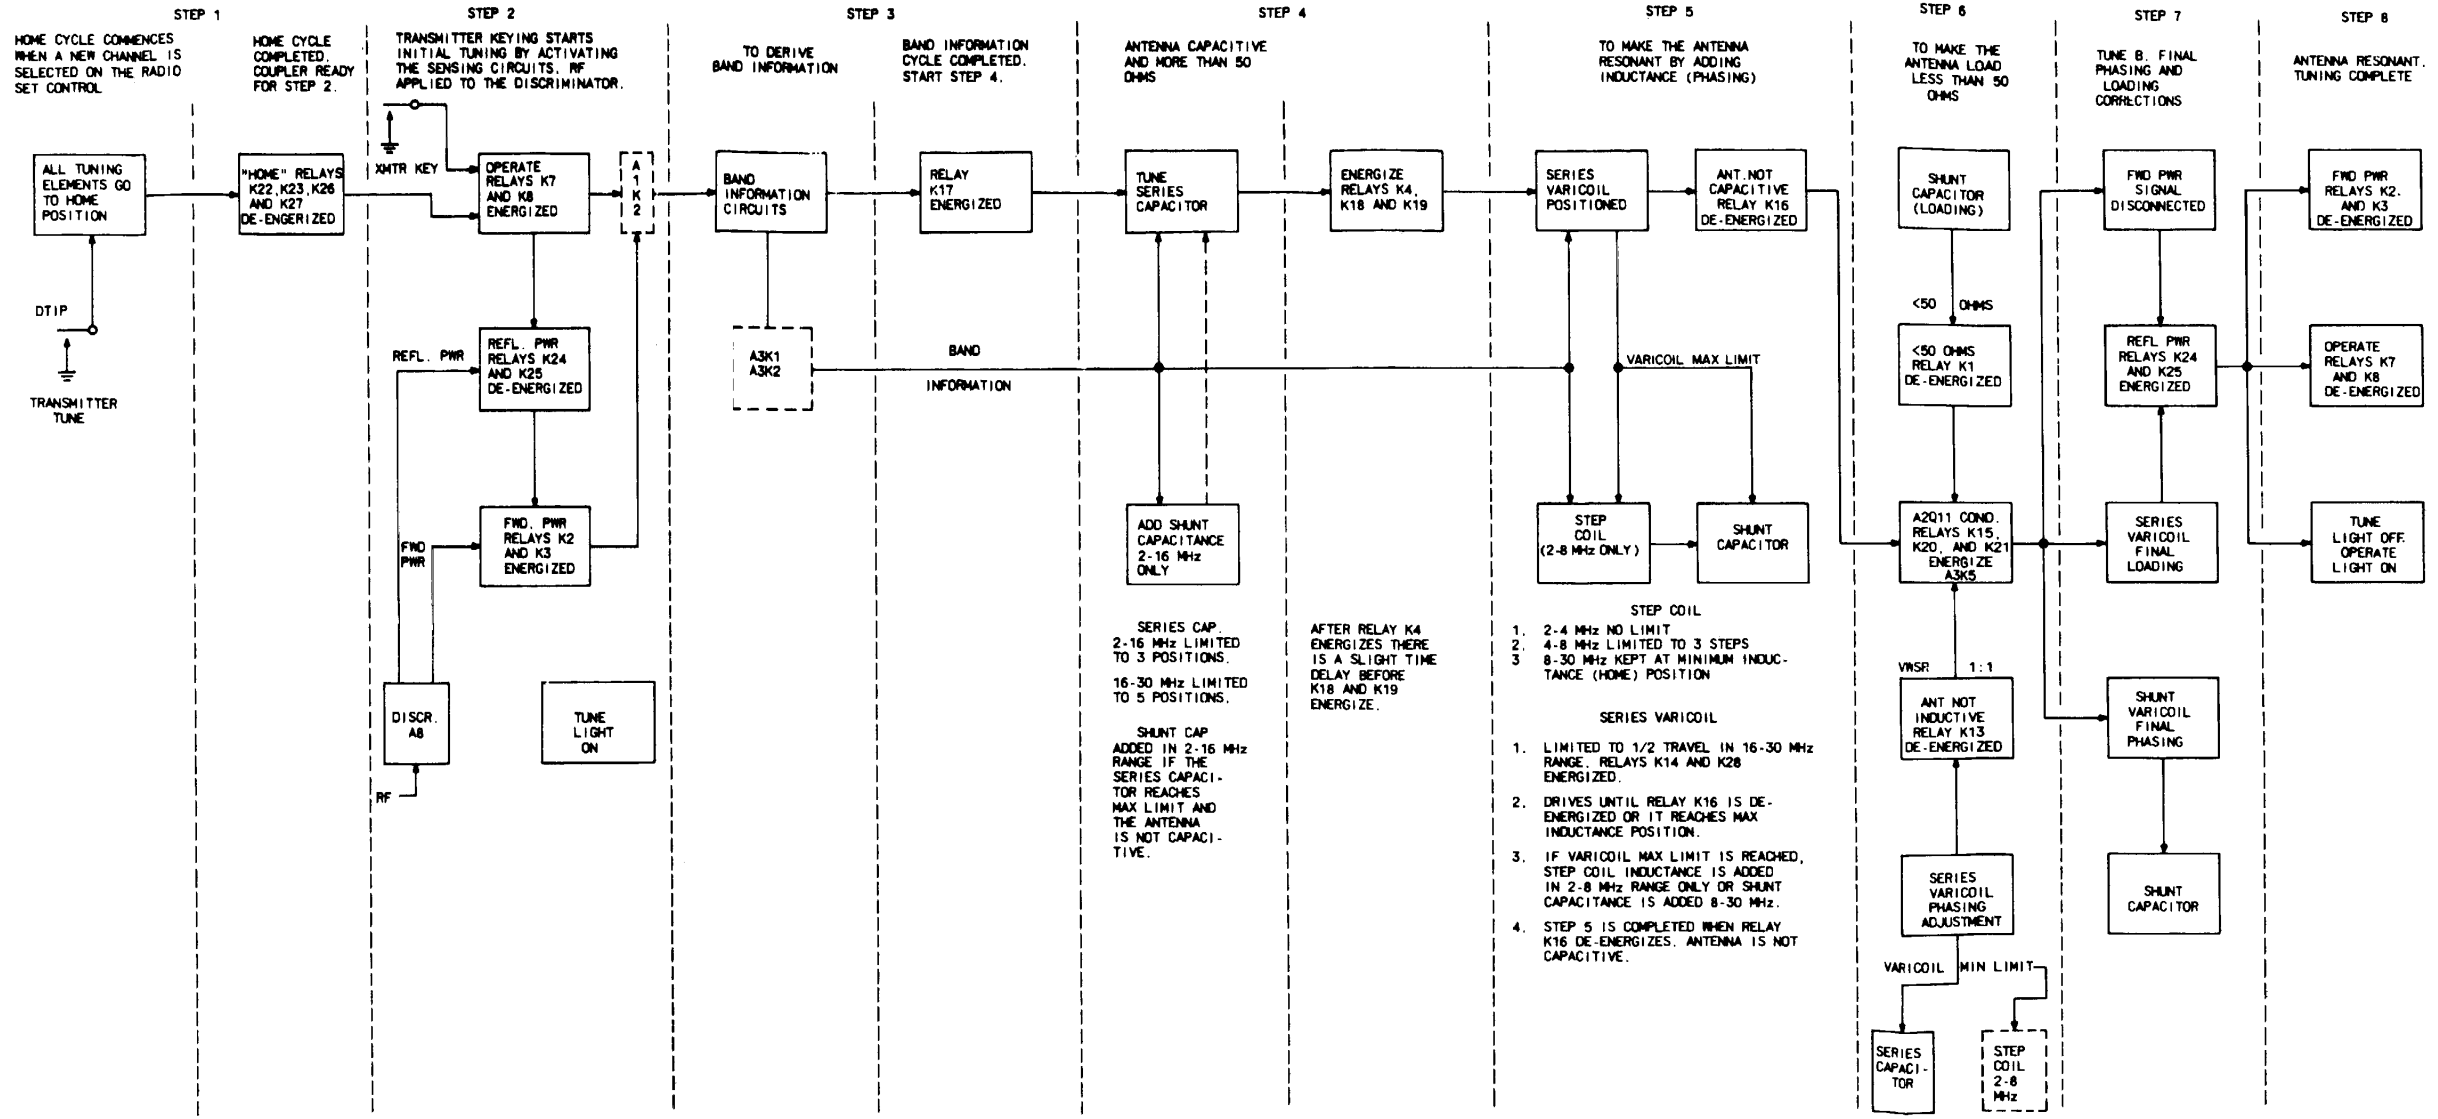 STEP 1
HOME CYCLE COMMENCES
WHEN A NEW CHANNEL IS
SELECTED ON THE RADIO
SET CONTROL
HOME CYCLE
COMPLETED.
COUPLER READY
FOR STEP 2.
ALL TUNING
ELEMENTS GO
TO HOME
POSITION
"HOME" RELAYS
K22,K23,K26
AND K27
DE-ENGERIZED
DTIP
TRANSMITTER
TUNE
STEP 2
TRANSMITTER KEYING STARTS
INITIAL TUNING BY ACTIVATING
THE SENSING CIRCUITS. RF
APPLIED TO THE DISCRIMINATOR.
XMTR KEY
OPERATE
RELAYS K7
AND K8
ENERGIZED
A
1
K
2
REFL. PWR
REFL. PWR
RELAYS K24
AND K25
DE-ENERGIZED
FWD
PWR
FWD. PWR
RELAYS K2
AND K3
ENERGIZED
DISCR.
A8
RF
TUNE
LIGHT
ON
STEP 3
TO DERIVE
BAND INFORMATION
BAND INFORMATION
CYCLE COMPLETED.
START STEP 4.
BAND
INFORMATION
CIRCUITS
RELAY
K17
ENERGIZED
A3K1
A3K2
BAND
INFORMATION
STEP 4
ANTENNA CAPACITIVE
AND MORE THAN 50
OHMS
TUNE
SERIES
CAPACITOR
ENERGIZE
RELAYS K4,
K18 AND K19
ADD SHUNT
CAPACITANCE
2-16 MHz
ONLY
SERIES CAP.
2-16 MHz LIMITED
TO 3 POSITIONS.
16-30 MHz LIMITED
TO 5 POSITIONS.
SHUNT CAP
ADDED IN 2-16 MHz
RANGE IF THE
SERIES CAPACI-
TOR REACHES
MAX LIMIT AND
THE ANTENNA
IS NOT CAPACI-
TIVE.
AFTER RELAY K4
ENERGIZES THERE
IS A SLIGHT TIME
DELAY BEFORE
K18 AND K19
ENERGIZE.
STEP 5
TO MAKE THE ANTENNA
RESONANT BY ADDING
INDUCTANCE (PHASING)
SERIES
VARICOIL
POSITIONED
ANT.NOT
CAPACITIVE
RELAY K16
DE-ENERGIZED
VARICOIL MAX LIMIT
STEP
COIL
(2-8 MHz ONLY)
SHUNT
CAPACITOR
STEP COIL
1. 2-4 MHz NO LIMIT
2. 4-8 MHz LIMITED TO 3 STEPS
3 8-30 MHz KEPT AT MINIMUM INDUC-
TANCE (HOME) POSITION
SERIES VARICOIL
1. LIMITED TO 1/2 TRAVEL IN 16-30 MHz
RANGE. RELAYS K14 AND K28
ENERGIZED.
2. DRIVES UNTIL RELAY K16 IS DE-
ENERGIZED OR IT REACHES MAX
INDUCTANCE POSITION.
3. IF VARICOIL MAX LIMIT IS REACHED,
STEP COIL INDUCTANCE IS ADDED
IN 2-8 MHz RANGE ONLY OR SHUNT
CAPACITANCE IS ADDED 8-30 MHz.
4. STEP 5 IS COMPLETED WHEN RELAY
K16 DE-ENERGIZES. ANTENNA IS NOT
CAPACITIVE.
STEP 6
TO MAKE THE
ANTENNA LOAD
LESS THAN 50
OHMS
SHUNT
CAPACITOR
(LOADING)
<50 OHMS
<50 OHMS
RELAY K1
DE-ENERGIZED
A2Q11 COND.
RELAYS K15,
K20, AND K21
ENERGIZE
A3K5
VWSR 1:1
ANT NOT
INDUCTIVE
RELAY K13
DE-ENERGIZED
SERIES
VARICOIL
PHASING
ADJUSTMENT
VARICOIL MIN LIMIT
SERIES
CAPACI-
TOR
STEP
COIL
2-8
MHz
STEP 7
TUNE B. FINAL
PHASING AND
LOADING
CORRECTIONS
FWD PWR
SIGNAL
DISCONNECTED
REFL PWR
RELAYS K24
AND K25
ENERGIZED
SERIES
VARICOIL
FINAL
LOADING
SHUNT
VARICOIL
FINAL
PHASING
SHUNT
CAPACITOR
STEP 8
ANTENNA RESONANT.
TUNING COMPLETE
FWD PWR
RELAYS K2.
AND K3
DE-ENERGIZED
OPERATE
RELAYS K7
AND K8
DE-ENERGIZED
TUNE
LIGHT OFF.
OPERATE
LIGHT ON